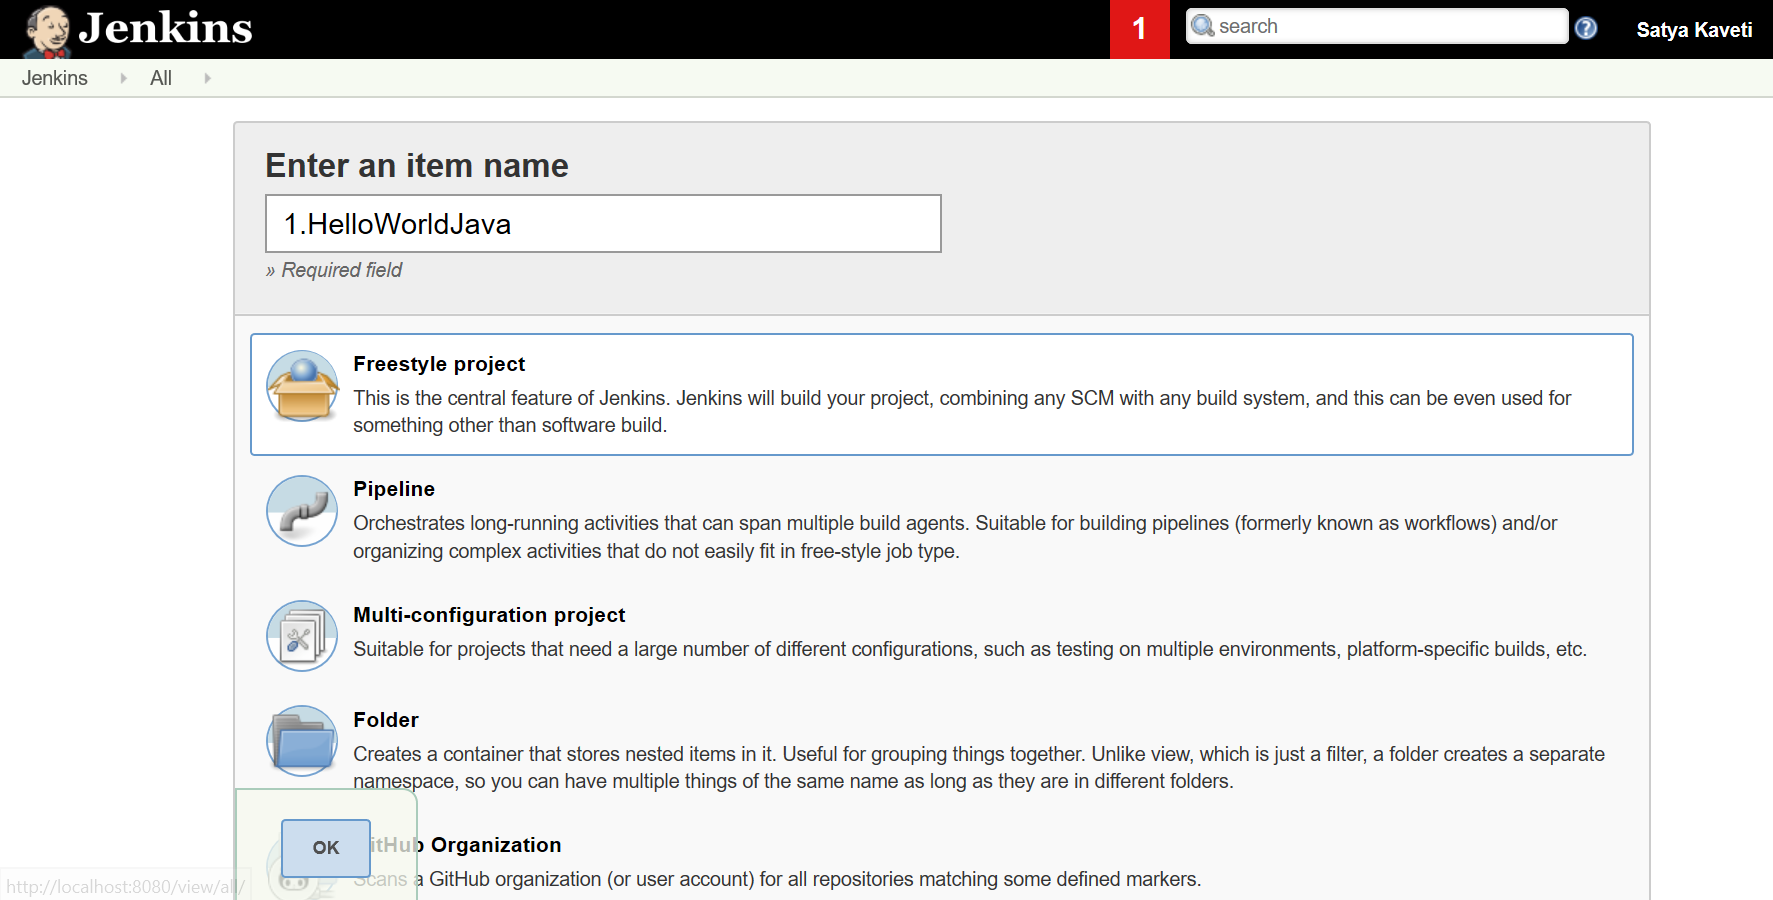 Jenkins
1
search
Satya Kaveti
Jenkins
All
Enter an item name
1.HelloWorldJava
» Required field
Freestyle project
This is the central feature of Jenkins. Jenkins will build your project, combining any SCM with any build system, and this can be even used for
something other than software build.
Pipeline
Orchestrates long-running activities that can span multiple build agents. Suitable for building pipelines (formerly known as workflows) and/or
organizing complex activities that do not easily fit in free-style job type.
Multi-configuration project
Suitable for projects that need a large number of different configurations, such as testing on multiple environments, platform-specific builds, etc.
Folder
Creates a container that stores nested items in it. Useful for grouping things together. Unlike view, which is just a filter, a folder creates a separate
namespace, so you can have multiple things of the same name as long as they are in different folders.
OK
itHub Organization
Scans a GitHub organization (or user account) for all repositories matching some defined markers.
http://localhost:8080/view/all/